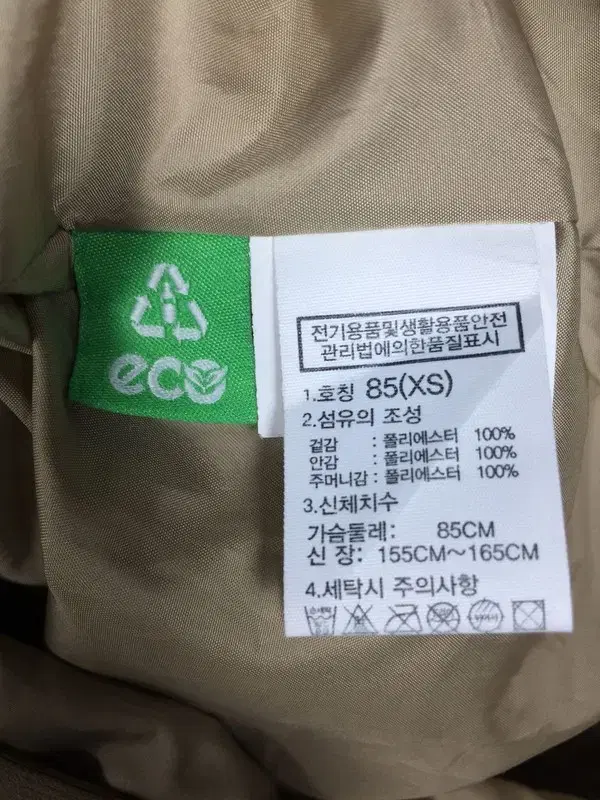 eco
전기용품및생활용품안전
관리법에의한품질표시
1.호칭 85(XS)
2.섬유의 조성
겉감 : 폴리에스터 100%
안감 : 폴리에스터 100%
주머니감 : 폴리에스터 100%
3.신체치수
가슴둘레: 85CM
신 장: 155CM~165CM
4.세탁시 주의사항
손세탁